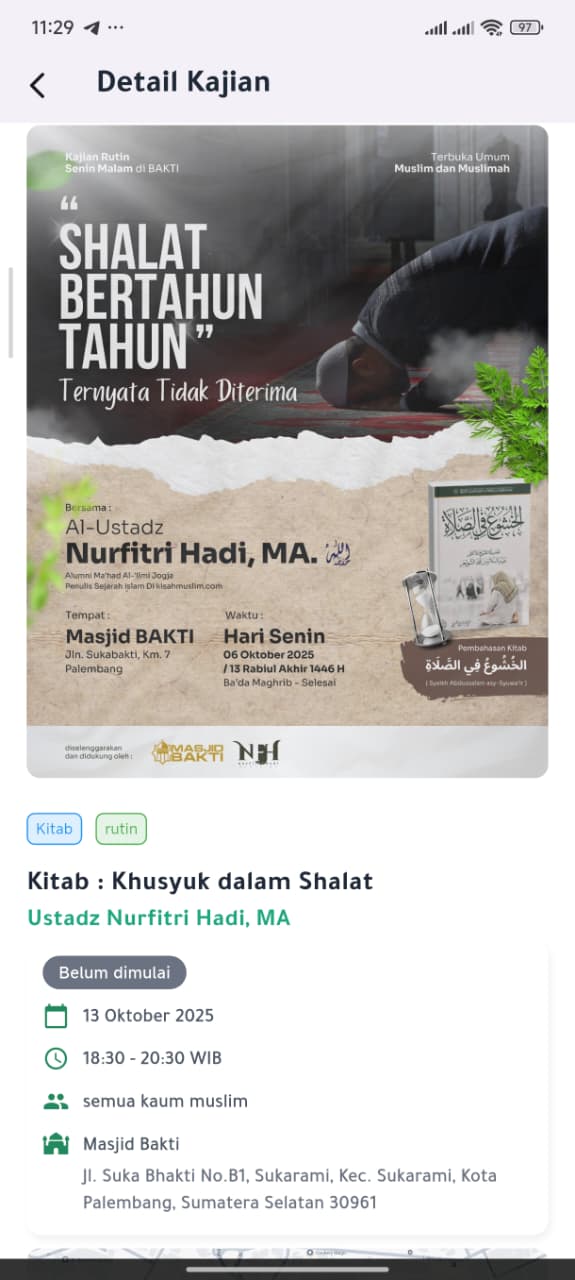 11:29
97
Detail Kajian
Kajian Rutin
Senin Malam di BAKTI
Terbuka Umum
Muslim dan Muslimah
“
SHALAT
BERTAHUN
TAHUN”
Ternyata Tidak Diterima
Bersama :
Al-Ustadz
Nurfitri Hadi, MA.
Alumni Ma'had Al-'Ilmi Jogja
Penulis Sejarah Islam Di kisahmuslim.com
الخشوع في الصلاة
Tempat :
Masjid BAKTI
Jln. Sukabakti, Km. 7
Palembang
Waktu :
Hari Senin
06 Oktober 2025
/ 13 Rabiul Akhir 1446 H
Ba'da Maghrib - Selesai
Pembahasan Kitab
الخُشُوعُ فِي الصَّلَاةِ
( Syaikh Abdussalam asy-Syuwai'ir )
diselenggarakan
dan didukung oleh :
MASJID
BAKTI
NH
Kitab
rutin
Kitab : Khusyuk dalam Shalat
Ustadz Nurfitri Hadi, MA
Belum dimulai
13 Oktober 2025
18:30 - 20:30 WIB
semua kaum muslim
Masjid Bakti
Jl. Suka Bhakti No.B1, Sukarami, Kec. Sukarami, Kota
Palembang, Sumatera Selatan 30961